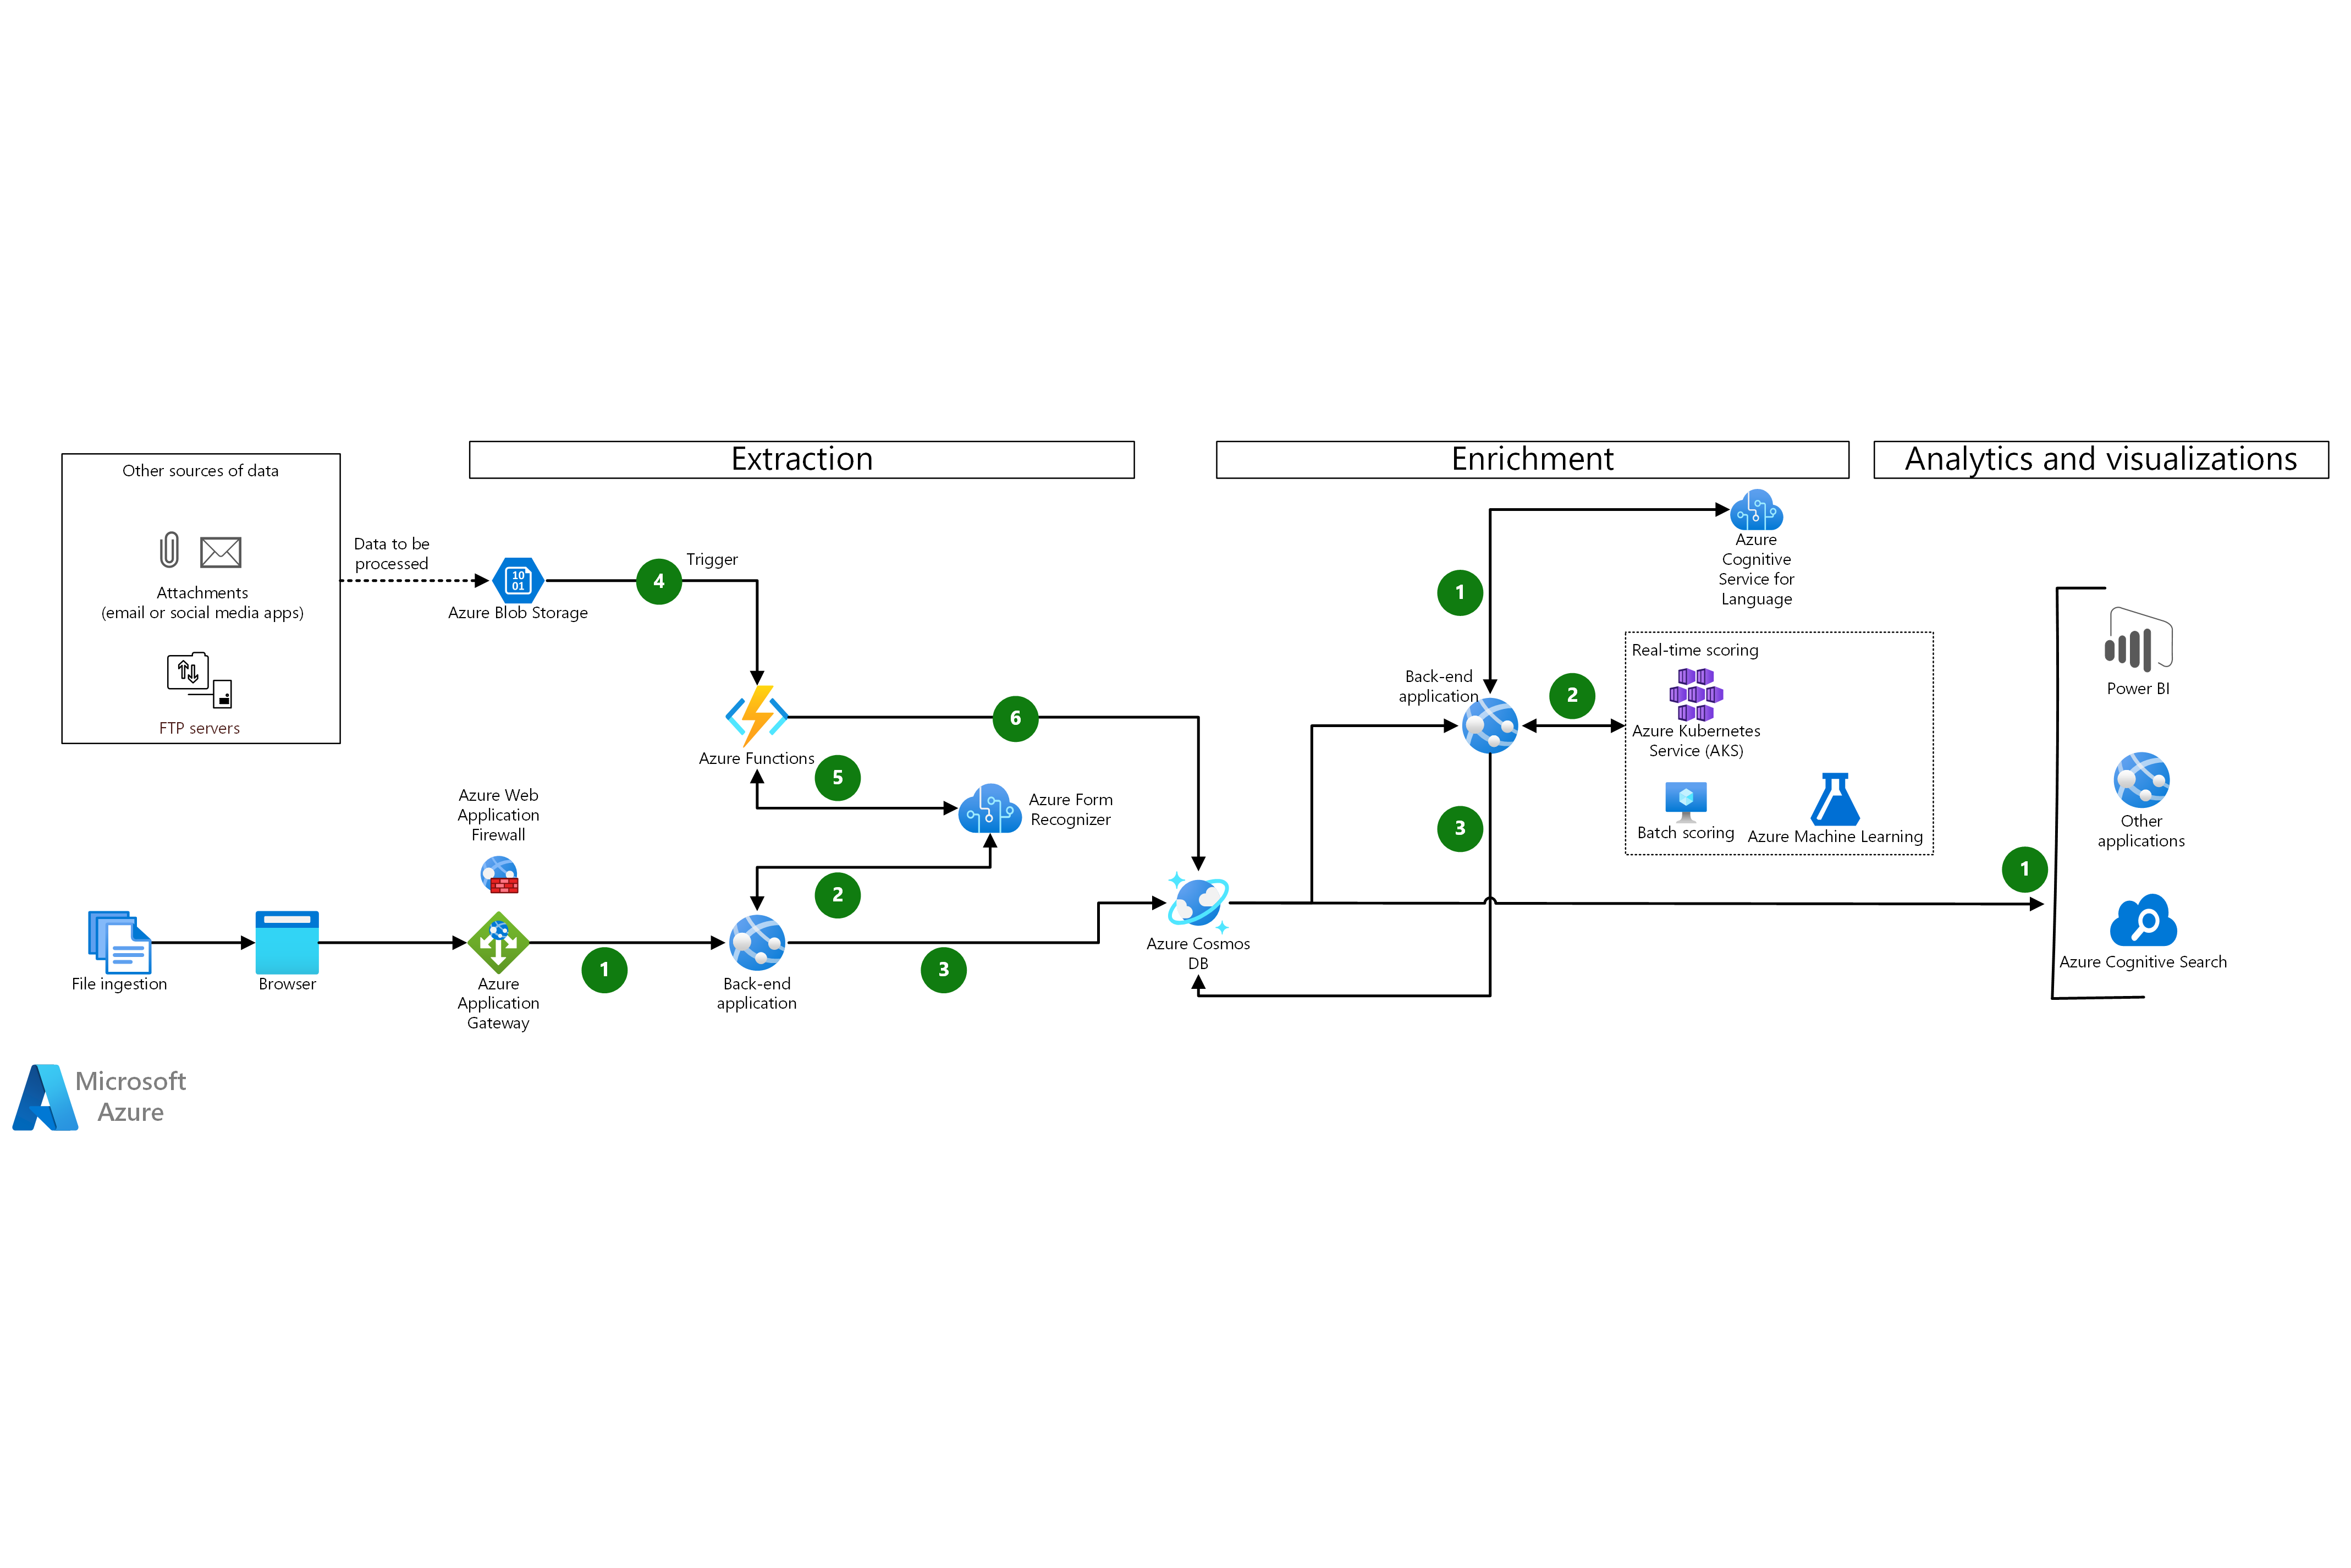 Extraction
Enrichment
Analytics and visualizations
Other sources of data
Attachments
(email or social media apps)
FTP servers
Data to be
processed
10
01
Azure Blob Storage
4
Trigger
Azure Functions
6
5
Azure Form
Recognizer
Azure Web
Application
Firewall
2
File ingestion
Browser
Azure
Application
Gateway
1
Back-end
application
3
Azure Cosmos
DB
Azure
Cognitive
Service for
Language
1
Back-end
application
2
3
Real-time scoring
Azure Kubernetes
Service (AKS)
Batch scoring
Azure Machine Learning
1
Power BI
Other
applications
Azure Cognitive Search
Microsoft
Azure